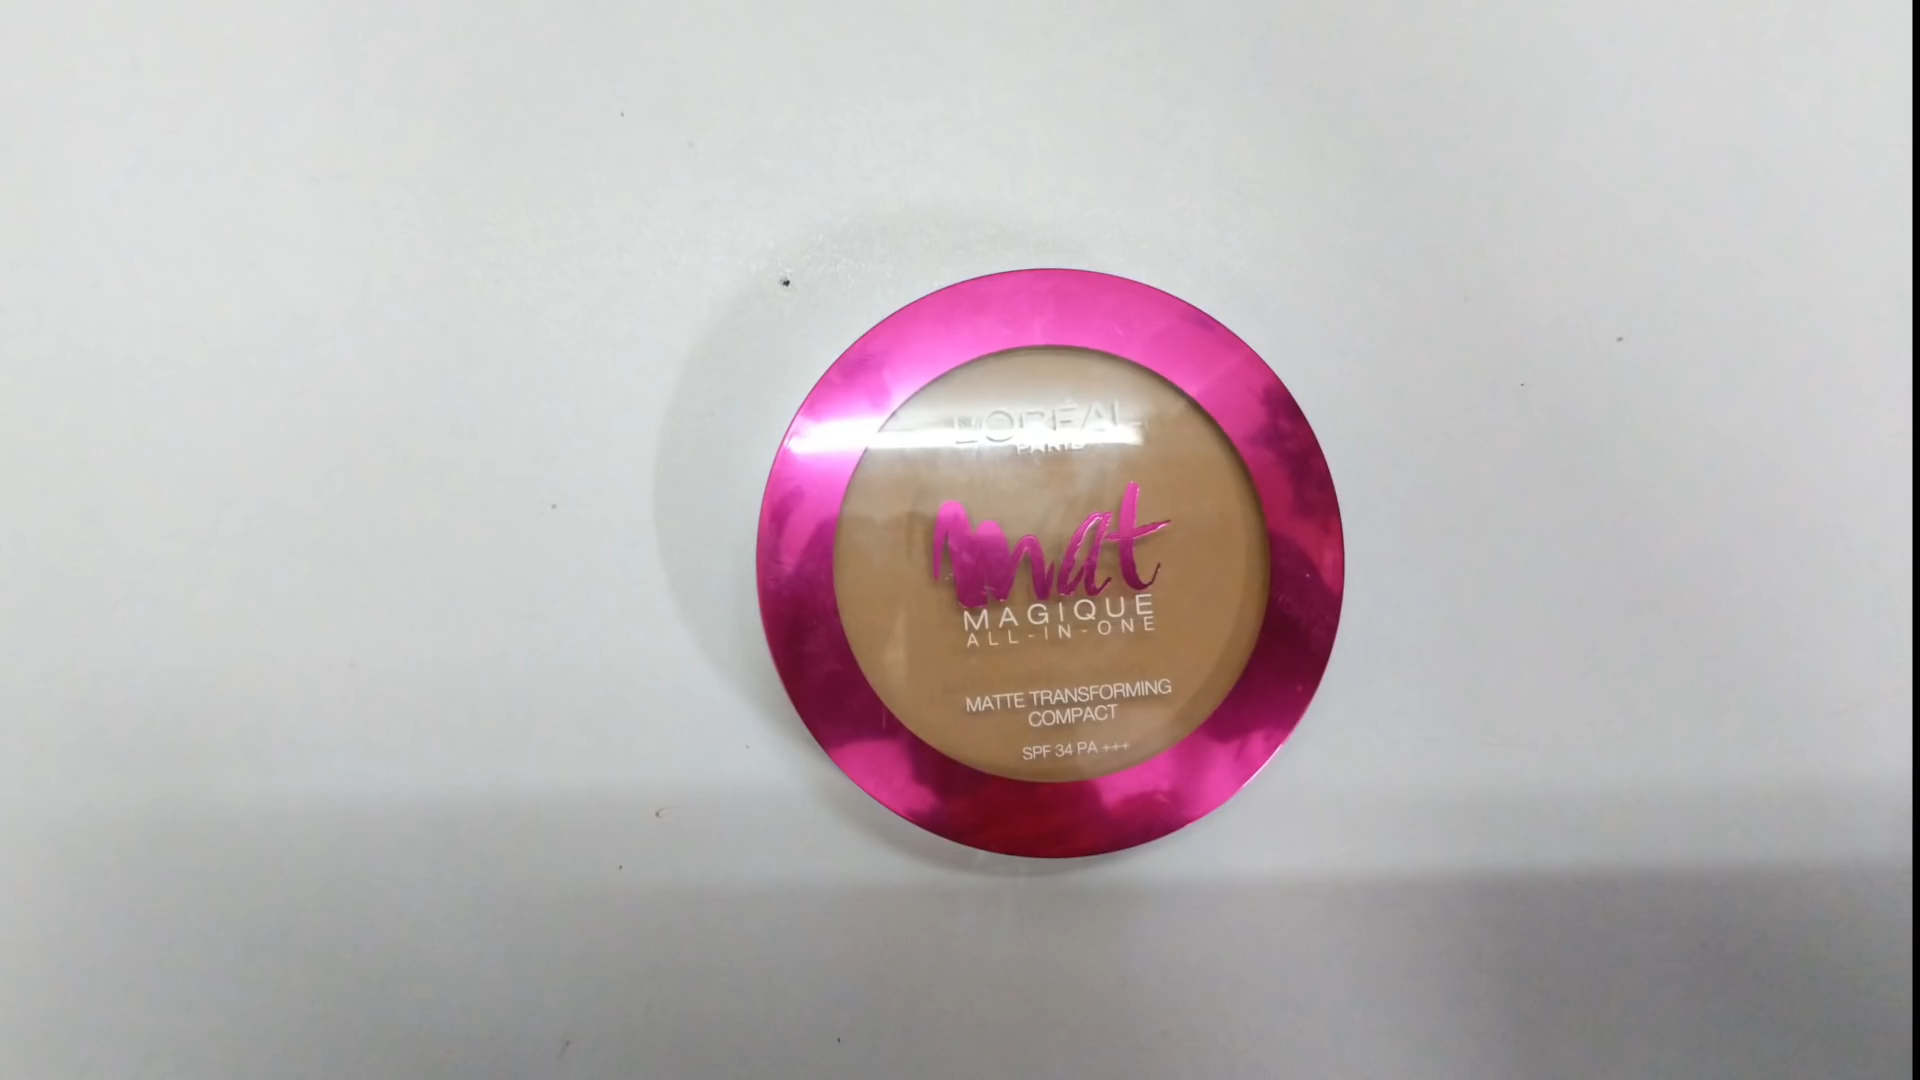 L'ORÉAL
PARIS
mat
MAGIQUE
ALL-IN-ONE
MATTE TRANSFORMING
COMPACT
SPF 34 PA +++